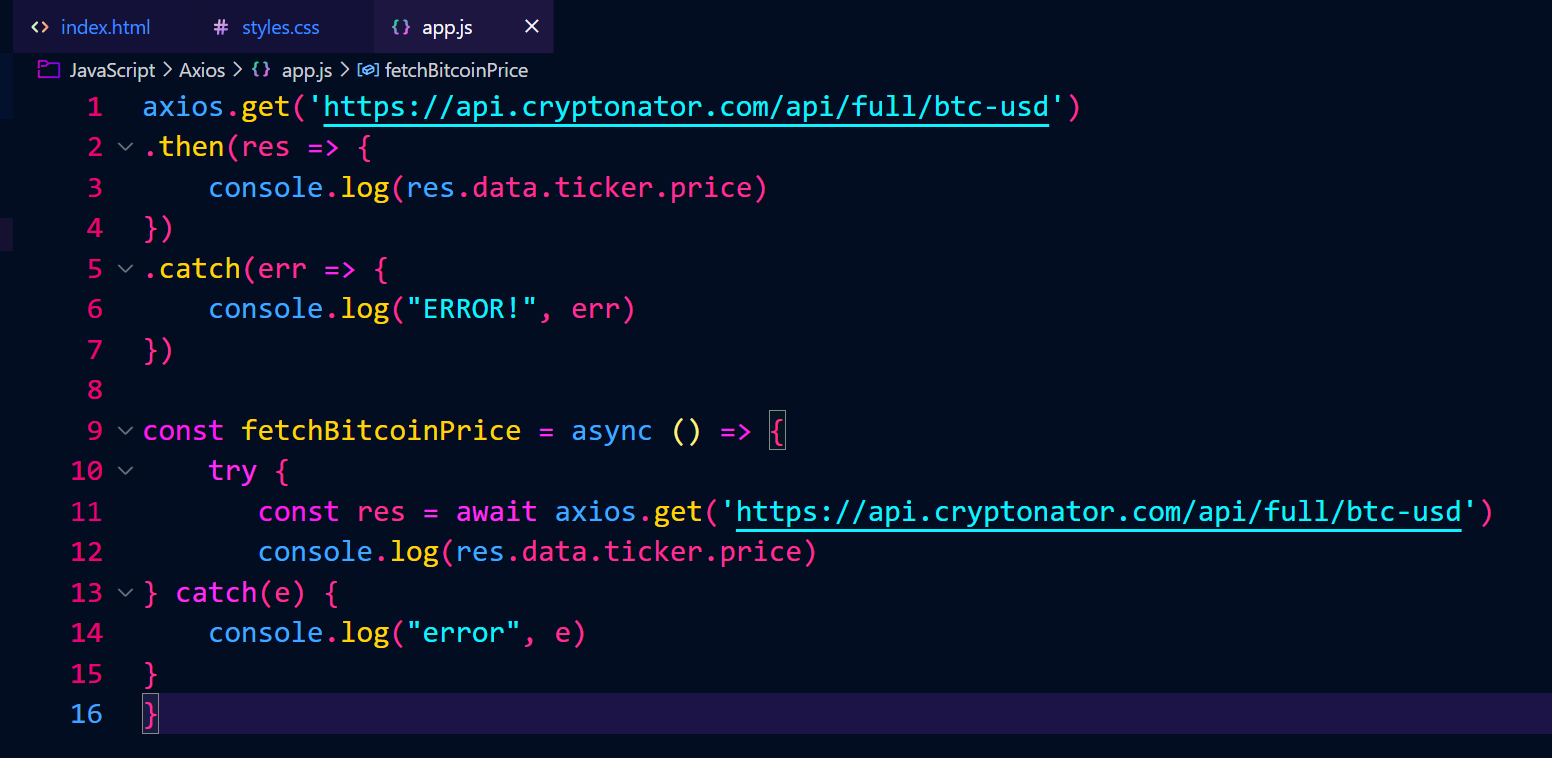 index.html # styles.css {} app.js ×
JavaScript > Axios > {} app.js > fetchBitcoinPrice
1 axios.get('https://api.cryptonator.com/api/full/btc-usd')
2 .then(res => {
3     console.log(res.data.ticker.price)
4 })
5 .catch(err => {
6     console.log("ERROR!", err)
7 })
8
9 const fetchBitcoinPrice = async () => {
10     try {
11        const res = await axios.get('https://api.cryptonator.com/api/full/btc-usd')
12        console.log(res.data.ticker.price)
13 } catch(e) {
14     console.log("error", e)
15 }
16 }